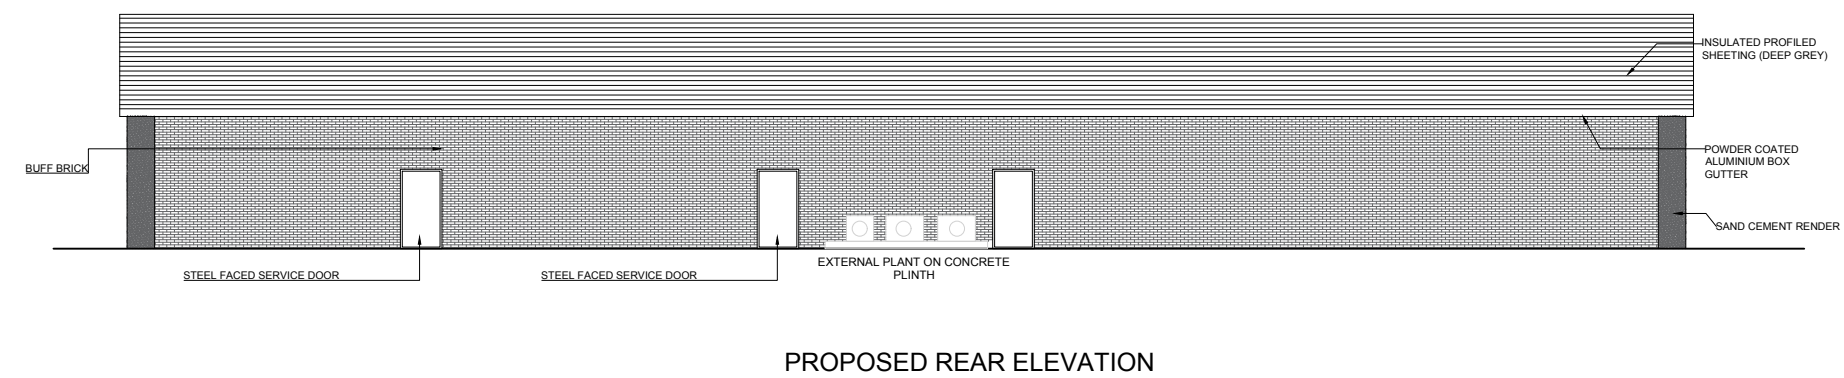 INSULATED PROFILED
SHEETING (DEEP GREY)
BUFF BRICK
POWDER COATED
ALUMINIUM BOX
GUTTER
SAND CEMENT RENDER
STEEL FACED SERVICE DOOR
STEEL FACED SERVICE DOOR
EXTERNAL PLANT ON CONCRETE
PLINTH
PROPOSED REAR ELEVATION